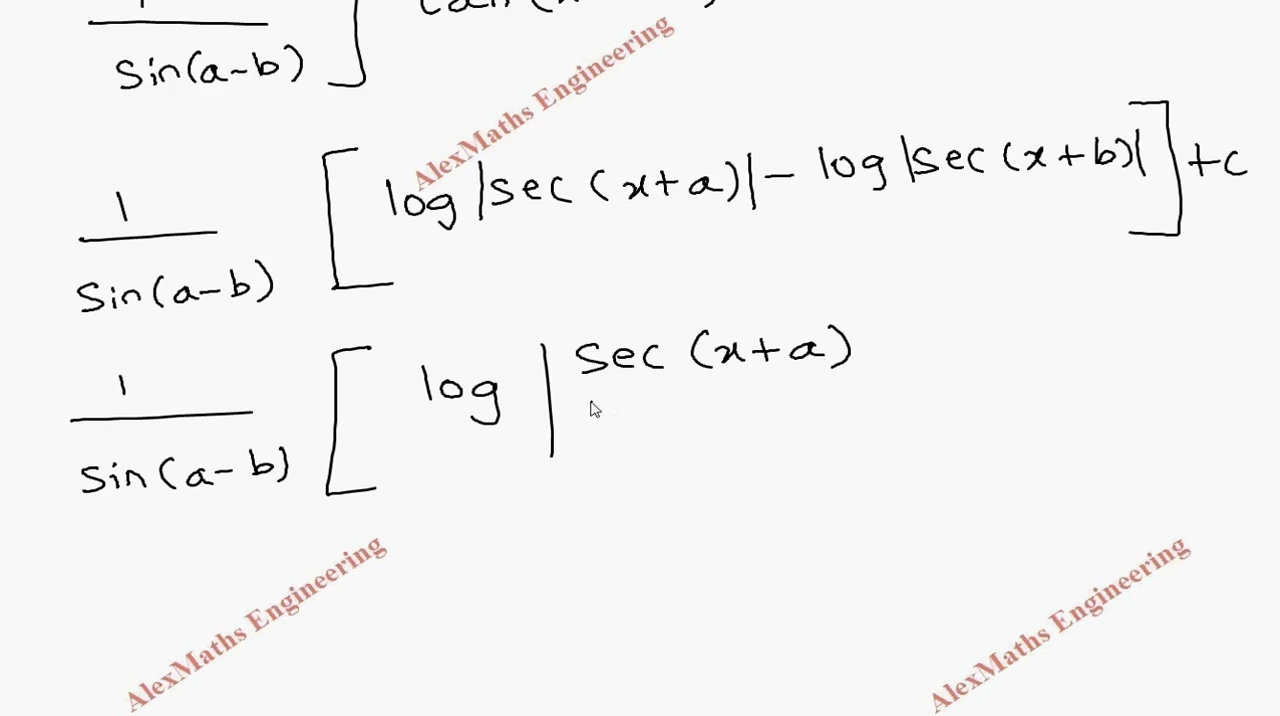 1
Sin(a-b)
AlexMaths Engineering
1/Sin(a-b) [log|sec(x+a)| - log|sec(x+b)|] + c
1/Sin(a-b) [log | Sec(x+a)
AlexMaths Engineering
AlexMaths Engineering